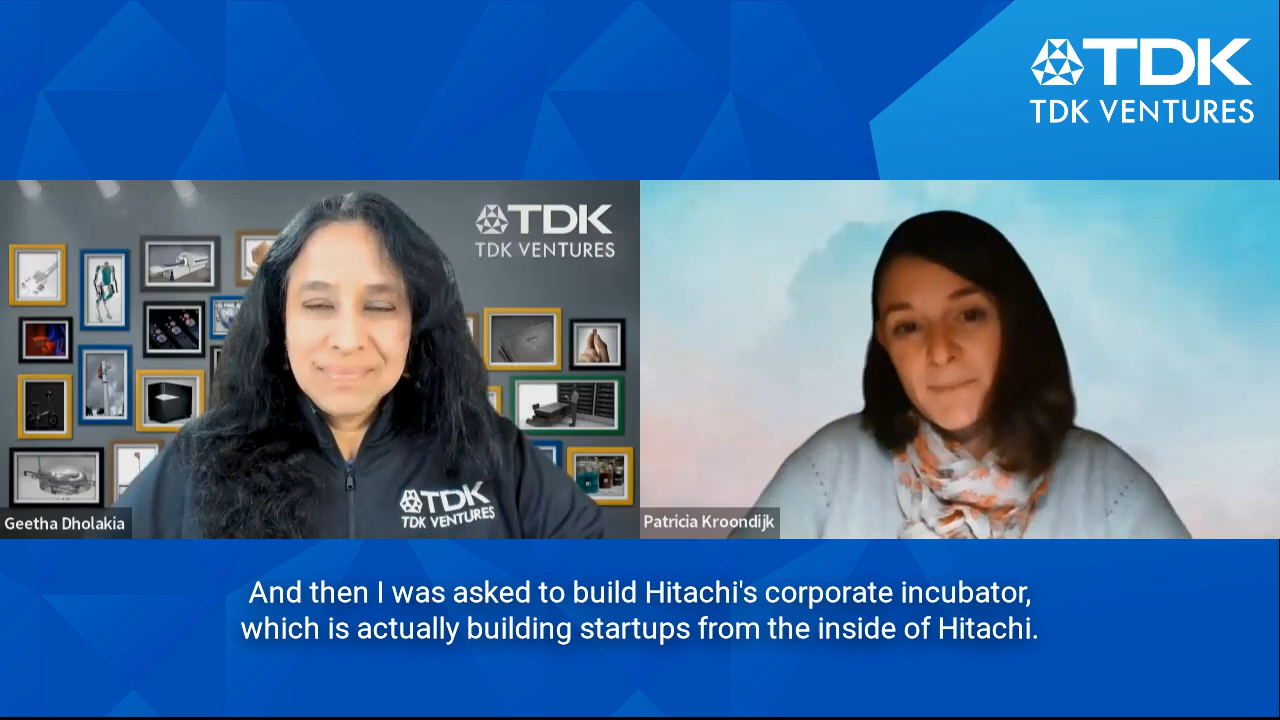 TDK
TDK VENTURES
TDK
TDK VENTURES
TDK
TDK VENTURES
Geetha Dholakia
Patricia Kroondijk
And then I was asked to build Hitachi's corporate incubator,
which is actually building startups from the inside of Hitachi.